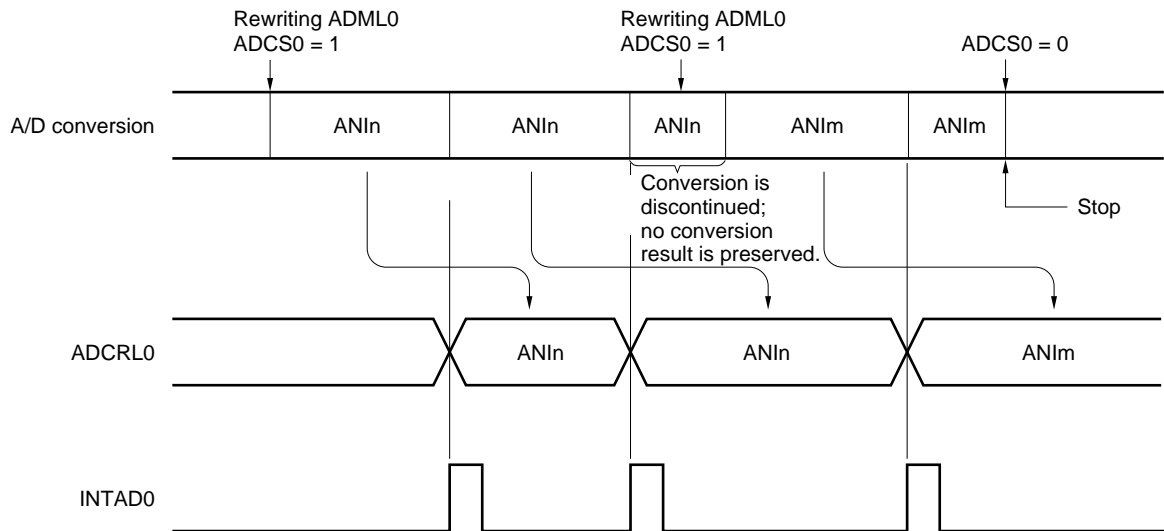 Rewriting ADML0
ADCS0 = 1
Rewriting ADML0
ADCS0 = 1
ADCS0 = 0
A/D conversion
ANIn
ANIn
ANIn
ANIm
ANIm
Conversion is
discontinued;
no conversion
result is preserved.
Stop
ADCRL0
ANIn
ANIn
ANIm
INTAD0